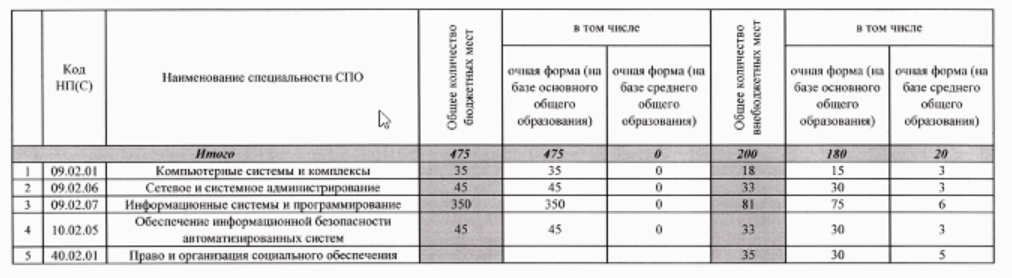 Код НП(С) Наименование специальности СПО Общее количество бюджетных мест в том числе Общее количество внебюджетных мест в том числе
очная форма (на базе основного общего образования) очная форма (на базе среднего общего образования) очная форма (на базе основного общего образования) очная форма (на базе среднего общего образования)
Итого 475 475 0 200 180 20
1 09.02.01 Компьютерные системы и комплексы 35 35 0 18 15 3
2 09.02.06 Сетевое и системное администрирование 45 45 0 33 30 3
3 09.02.07 Информационные системы и программирование 350 350 0 81 75 6
4 10.02.05 Обеспечение информационной безопасности автоматизированных систем 45 45 0 33 30 3
5 40.02.01 Право и организация социального обеспечения 35 30 5